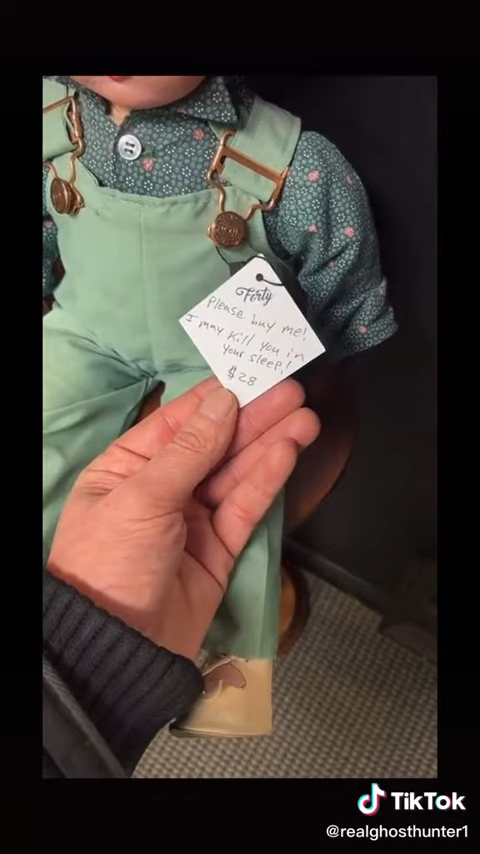 Forty
Please buy me!
I may kill you in
your sleep!
$28
TikTok
@realghosthunter1